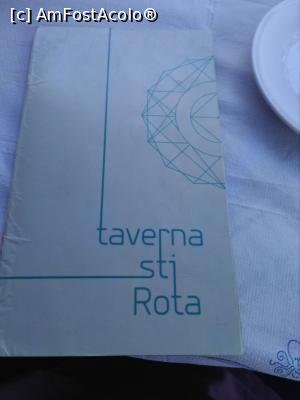 [c] AmFostAcolo®
taverna
sti
Rota